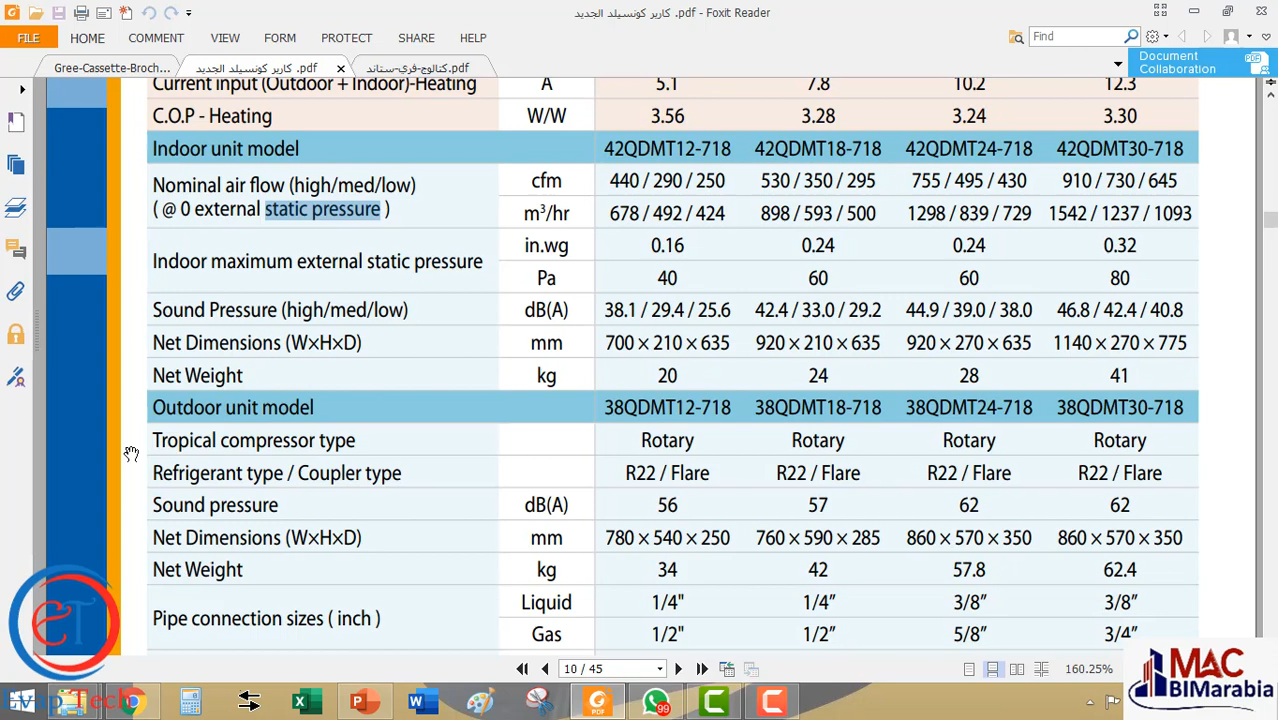 كاريير كونسيلد الجديد .pdf - Foxit Reader
FILE HOME COMMENT VIEW FORM PROTECT SHARE HELP
Find
Document Collaboration
Gree-Cassette-Broch... كاريير كونسيلد الجديد .pdf كتالوج-فري-ستاند.pdf
Current input (Outdoor + Indoor)-Heating A 5.1 7.8 10.2 12.3
C.O.P - Heating W/W 3.56 3.28 3.24 3.30
Indoor unit model 42QDMT12-718 42QDMT18-718 42QDMT24-718 42QDMT30-718
Nominal air flow (high/med/low) cfm 440 / 290 / 250 530 / 350 / 295 755 / 495 / 430 910 / 730 / 645
( @ 0 external static pressure ) m³/hr 678 / 492 / 424 898 / 593 / 500 1298 / 839 / 729 1542 / 1237 / 1093
in.wg 0.16 0.24 0.24 0.32
Indoor maximum external static pressure
Pa 40 60 60 80
Sound Pressure (high/med/low) dB(A) 38.1 / 29.4 / 25.6 42.4 / 33.0 / 29.2 44.9 / 39.0 / 38.0 46.8 / 42.4 / 40.8
Net Dimensions (W×H×D) mm 700 × 210 × 635 920 × 210 × 635 920 × 270 × 635 1140 × 270 × 775
Net Weight kg 20 24 28 41
Outdoor unit model 38QDMT12-718 38QDMT18-718 38QDMT24-718 38QDMT30-718
Tropical compressor type Rotary Rotary Rotary Rotary
Refrigerant type / Coupler type R22 / Flare R22 / Flare R22 / Flare R22 / Flare
Sound pressure dB(A) 56 57 62 62
Net Dimensions (W×H×D) mm 780 × 540 × 250 760 × 590 × 285 860 × 570 × 350 860 × 570 × 350
Net Weight kg 34 42 57.8 62.4
Liquid 1/4" 1/4” 3/8” 3/8”
Pipe connection sizes ( inch )
Gas 1/2" 1/2” 5/8” 3/4”
10 / 45
160.25%
ET
MAC
BIMarabia
99